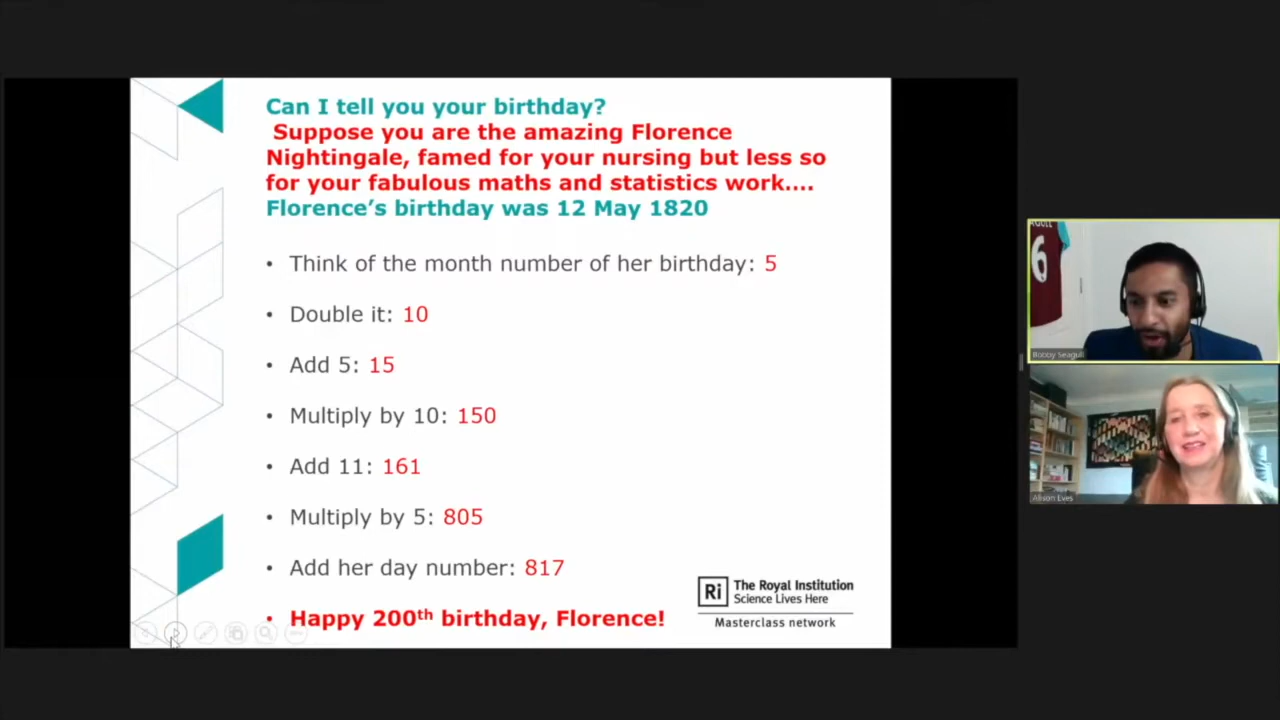 Can I tell you your birthday?
Suppose you are the amazing Florence
Nightingale, famed for your nursing but less so
for your fabulous maths and statistics work....
Florence's birthday was 12 May 1820
• Think of the month number of her birthday: 5
• Double it: 10
• Add 5: 15
• Multiply by 10: 150
• Add 11: 161
• Multiply by 5: 805
• Add her day number: 817
• Happy 200th birthday, Florence!
Ri The Royal Institution
Science Lives Here
Masterclass network
6
Bobby Seagull
Alison Eves